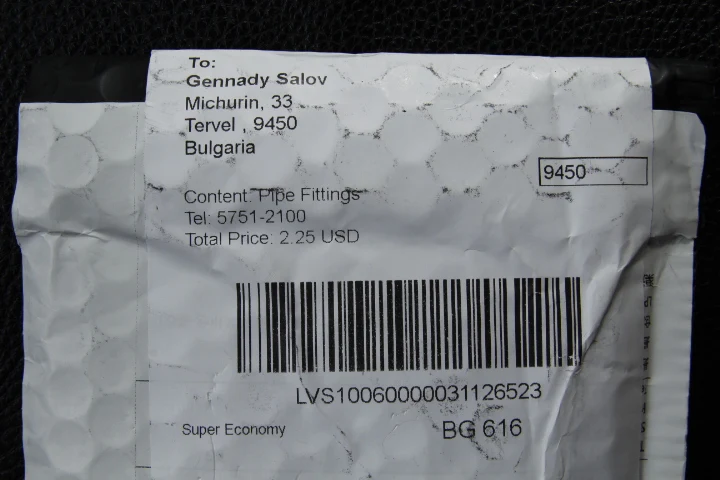 To:
Gennady Salov
Michurin, 33
Tervel , 9450
Bulgaria
9450
Content: Pipe Fittings
Tel: 5751-2100
Total Price: 2.25 USD
LVS10060000031126523
Super Economy
BG 616